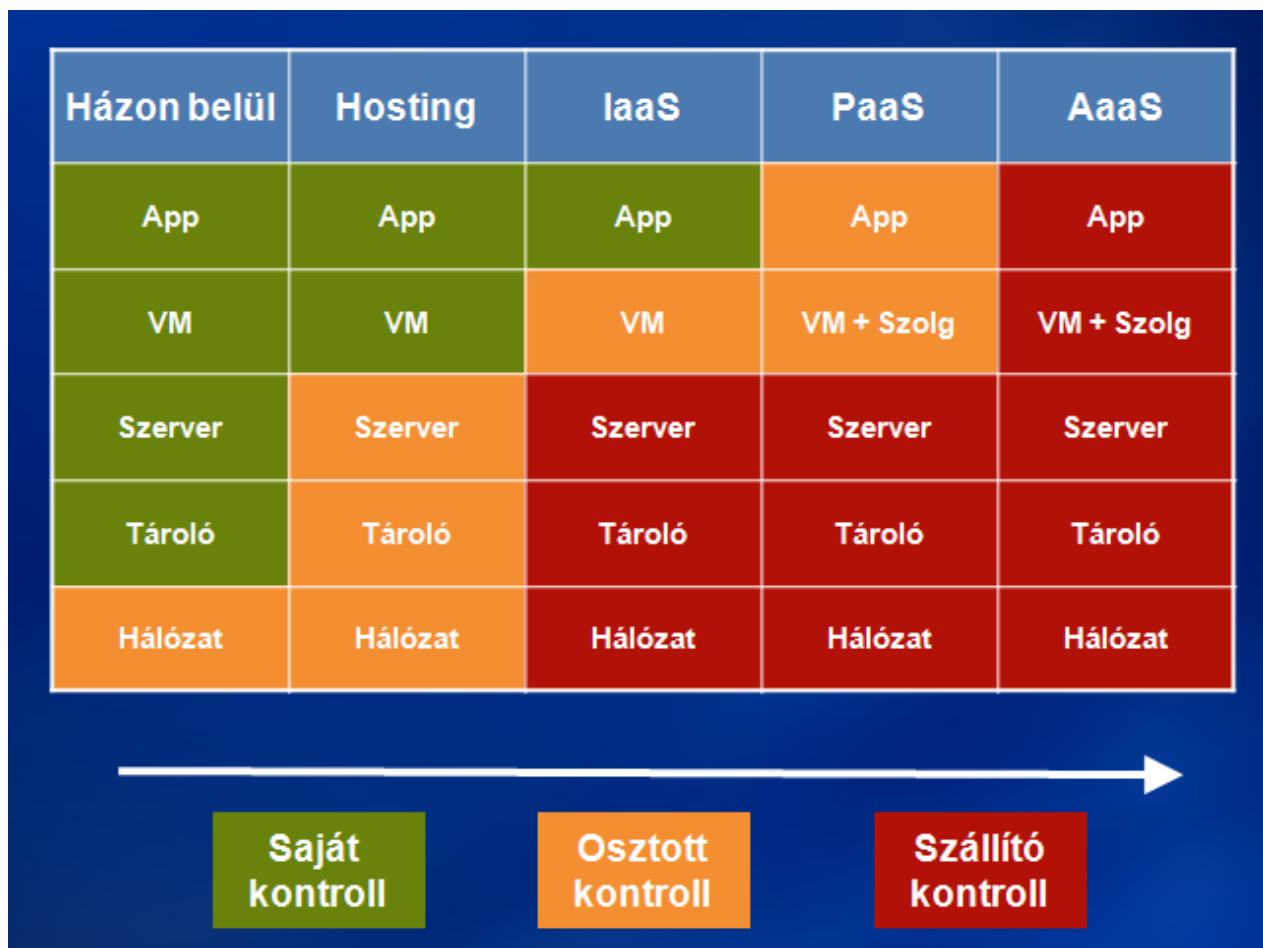 Házon belül Hosting IaaS PaaS AaaS
App App App App App
VM VM VM VM + Szolg VM + Szolg
Szerver Szerver Szerver Szerver Szerver
Tároló Tároló Tároló Tároló Tároló
Hálózat Hálózat Hálózat Hálózat Hálózat
Saját
kontroll
Osztott
kontroll
Szállító
kontroll